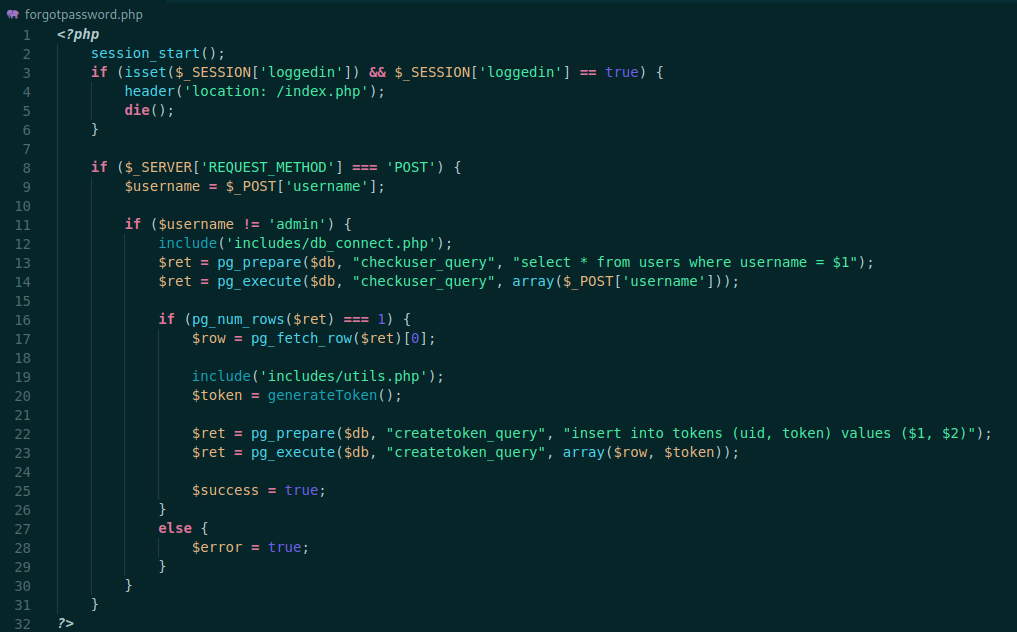 forgotpassword.php
1 <?php
2 session_start();
3 if (isset($_SESSION['loggedin']) && $_SESSION['loggedin'] == true) {
4 header('location: /index.php');
5 die();
6 }
7
8 if ($_SERVER['REQUEST_METHOD'] === 'POST') {
9 $username = $_POST['username'];
10
11 if ($username != 'admin') {
12 include('includes/db_connect.php');
13 $ret = pg_prepare($db, "checkuser_query", "select * from users where username = $1");
14 $ret = pg_execute($db, "checkuser_query", array($_POST['username']));
15
16 if (pg_num_rows($ret) === 1) {
17 $row = pg_fetch_row($ret)[0];
18
19 include('includes/utils.php');
20 $token = generateToken();
21
22 $ret = pg_prepare($db, "createtoken_query", "insert into tokens (uid, token) values ($1, $2)");
23 $ret = pg_execute($db, "createtoken_query", array($row, $token));
24
25 $success = true;
26 }
27 else {
28 $error = true;
29 }
30 }
31 }
32 ?>